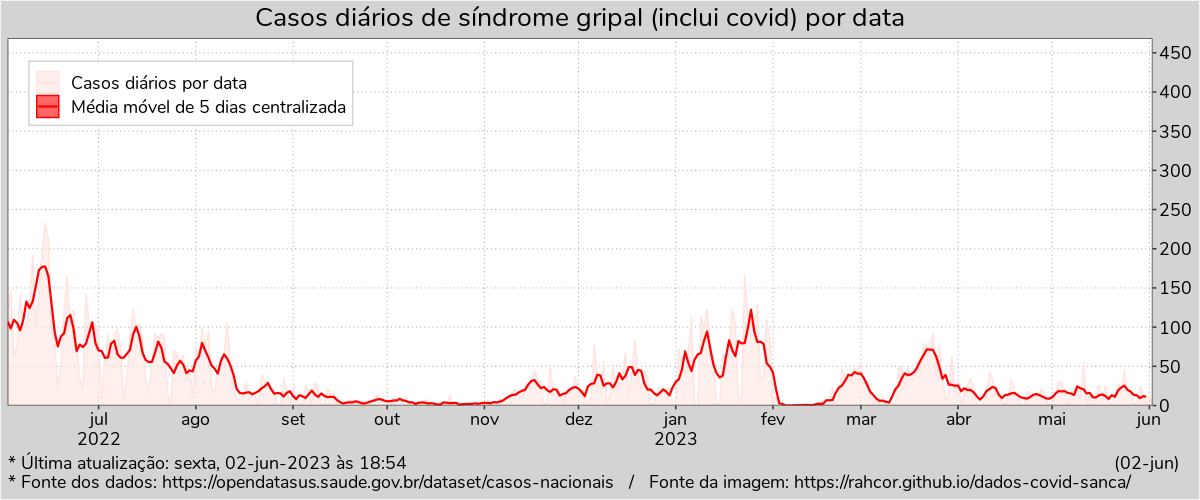 Casos diários de síndrome gripal (inclui covid) por data
Casos diários por data
Média móvel de 5 dias centralizada
450
400
350
300
250
200
150
100
50
0
jul ago set out nov dez jan fev mar abr mai jun
2022 2023
* Última atualização: sexta, 02-jun-2023 às 18:54 (02-jun)
* Fonte dos dados: https://opendatasus.saude.gov.br/dataset/casos-nacionais / Fonte da imagem: https://rahcor.github.io/dados-covid-sanca/